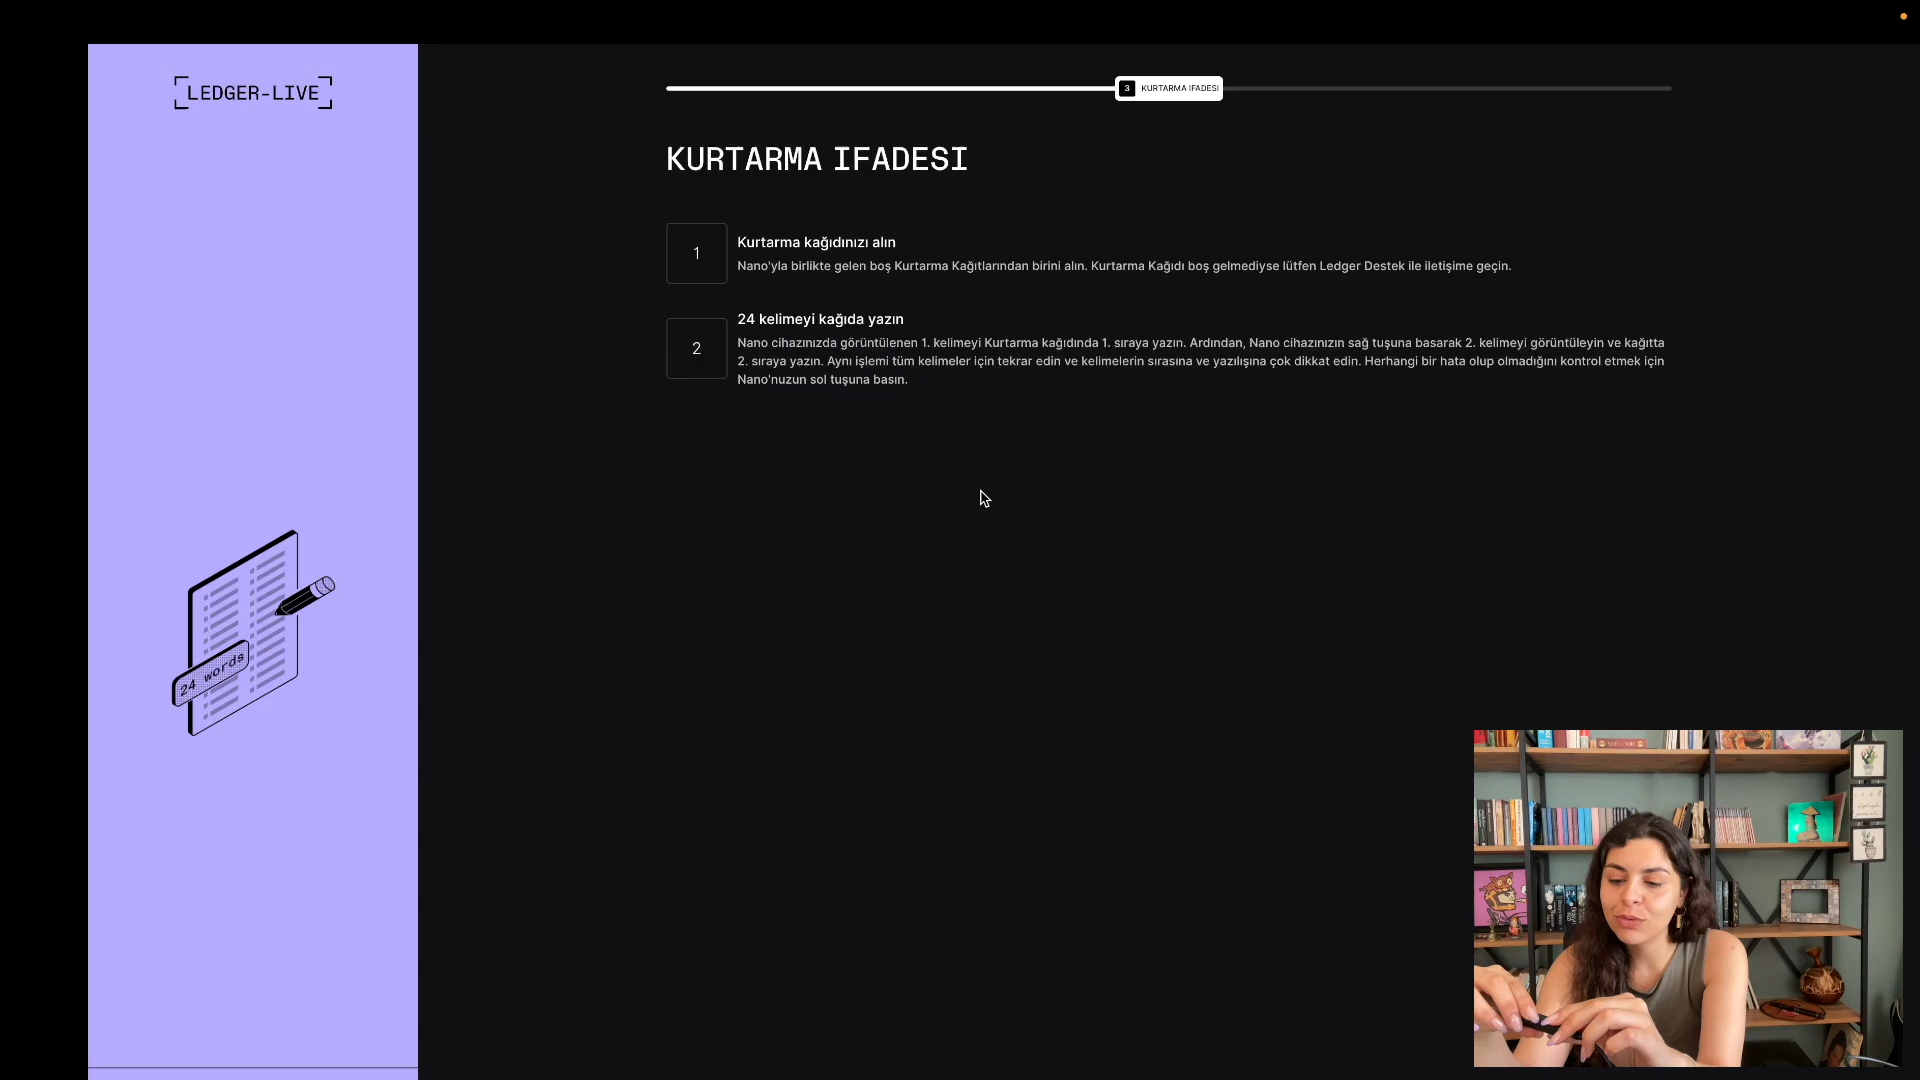 LEDGER-LIVE
3 KURTARMA IFADESI
KURTARMA IFADESI
1
Kurtarma kağıdınızı alın
Nano'yla birlikte gelen boş Kurtarma Kağıtlarından birini alın. Kurtarma Kağıdı boş gelmediyse lütfen Ledger Destek ile iletişime geçin.
2
24 kelimeyi kağıda yazın
Nano cihazınızda görüntülenen 1. kelimeyi Kurtarma kağıdında 1. sıraya yazın. Ardından, Nano cihazınızın sağ tuşuna basarak 2. kelimeyi görüntüleyin ve kağıtta
2. sıraya yazın. Aynı işlemi tüm kelimeler için tekrar edin ve kelimelerin sırasına ve yazılışına çok dikkat edin. Herhangi bir hata olup olmadığını kontrol etmek için
Nano'nuzun sol tuşuna basın.
24 words